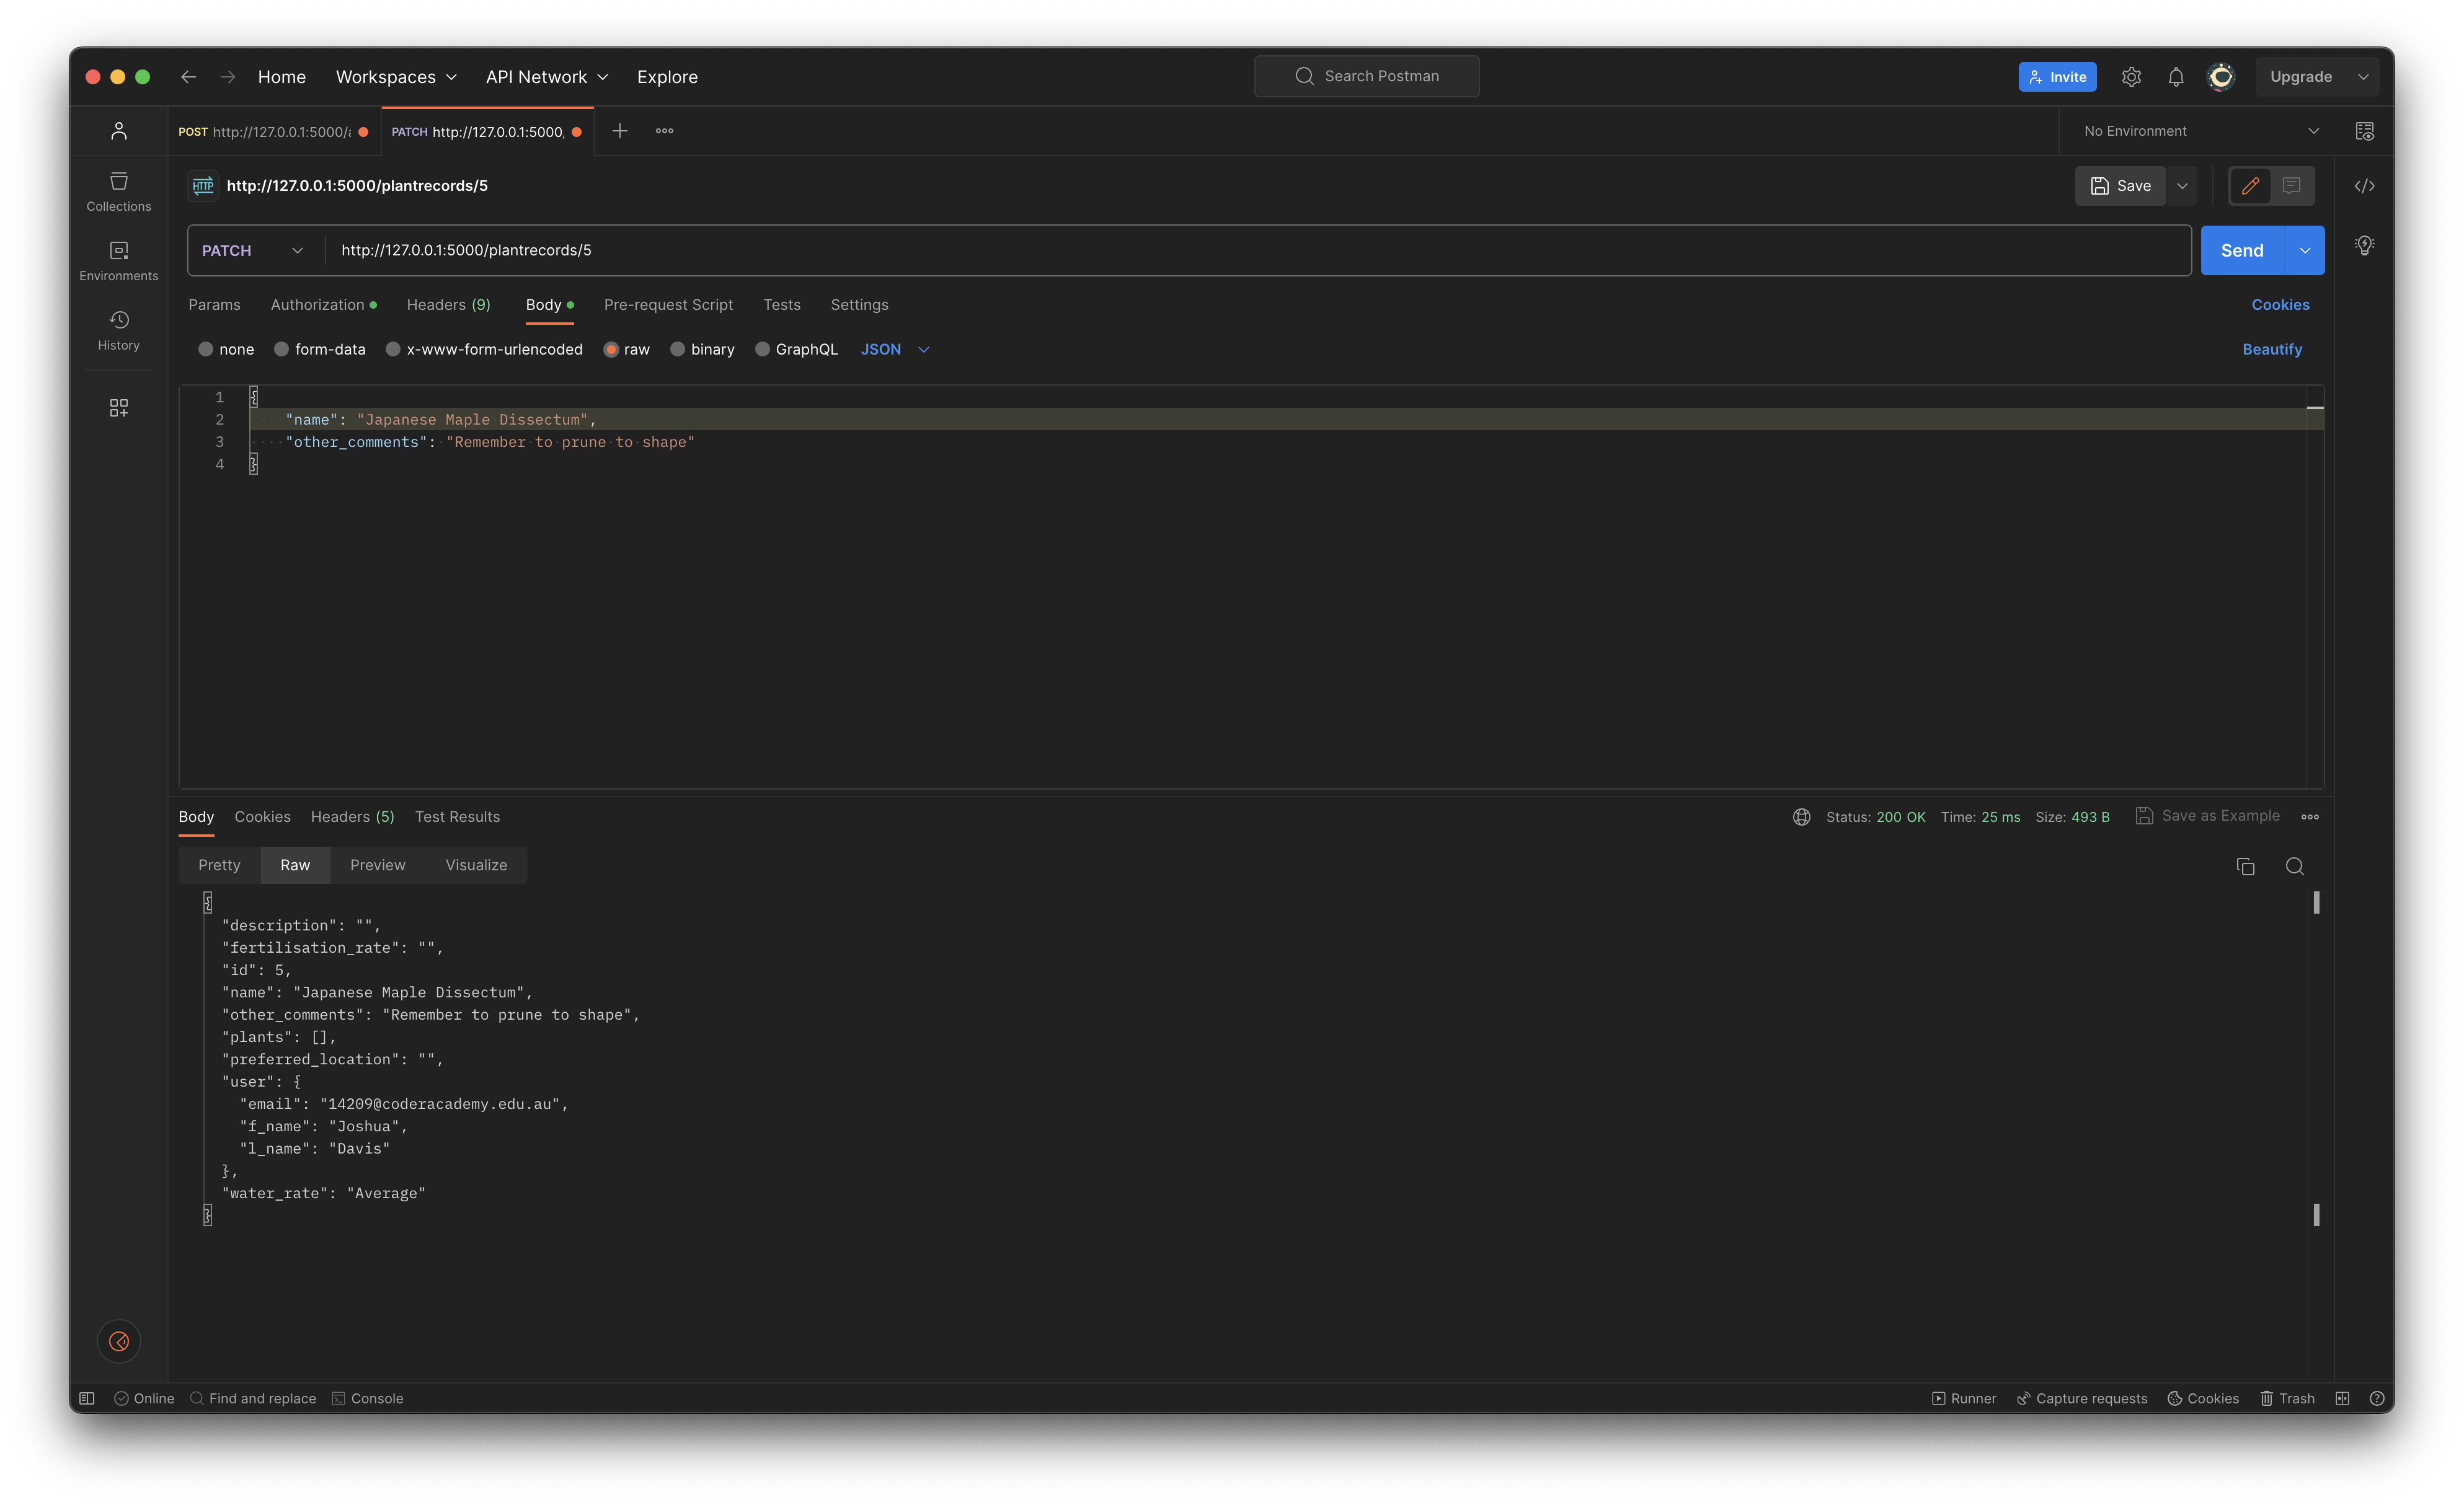 Home Workspaces API Network Explore Search Postman Invite Upgrade
POST http://127.0.0.1:5000/ PATCH http://127.0.0.1:5000, No Environment
HTTP http://127.0.0.1:5000/plantrecords/5 Save
Collections
Environments
History
PATCH http://127.0.0.1:5000/plantrecords/5 Send
Params Authorization Headers (9) Body Pre-request Script Tests Settings Cookies
none form-data x-www-form-urlencoded raw binary GraphQL JSON Beautify
1 {
2 "name": "Japanese Maple Dissectum",
3 "other_comments": "Remember to prune to shape"
4 }
Body Cookies Headers (5) Test Results Status: 200 OK Time: 25 ms Size: 493 B Save as Example
Pretty Raw Preview Visualize
{
"description": "",
"fertilisation_rate": "",
"id": 5,
"name": "Japanese Maple Dissectum",
"other_comments": "Remember to prune to shape",
"plants": [],
"preferred_location": "",
"user": {
"email": "14209@coderacademy.edu.au",
"f_name": "Joshua",
"l_name": "Davis"
},
"water_rate": "Average"
}
Online Find and replace Console Runner Capture requests Cookies Trash